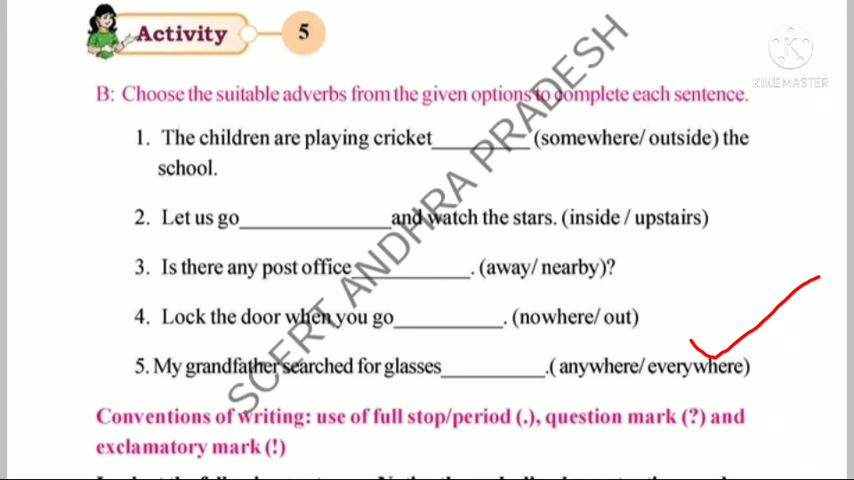 Activity 5
KINEMASTER
B: Choose the suitable adverbs from the given options to complete each sentence.
1. The children are playing cricket_________ (somewhere/ outside) the
school.
2. Let us go______________and watch the stars. (inside / upstairs)
3. Is there any post office___________. (away/ nearby)?
4. Lock the door when you go__________. (nowhere/ out)
5. My grandfather searched for glasses__________.( anywhere/ everywhere)
SCERT ANDHRA PRADESH
Conventions of writing: use of full stop/period (.), question mark (?) and
exclamatory mark (!)